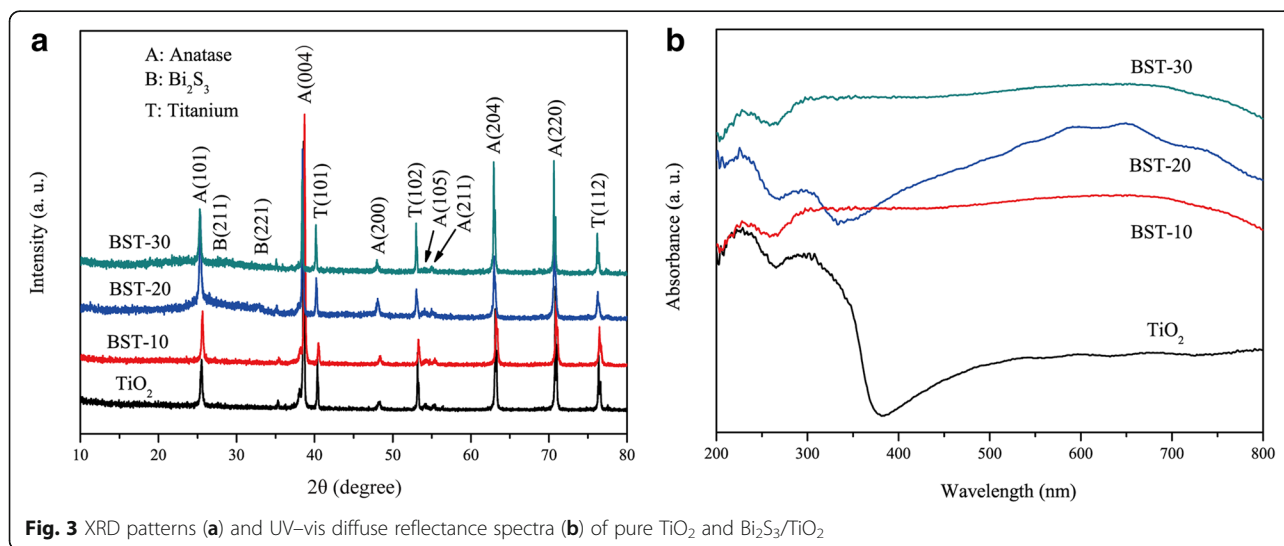 a
A: Anatase
B: Bi₂S₃
T: Titanium
A(101)
B(211)
B(221)
A(004)
T(101)
A(200)
T(102)
A(105)
A(211)
A(204)
A(220)
T(112)
BST-30
BST-20
BST-10
TiO₂
Intensity (a. u.)
10 20 30 40 50 60 70 80
2θ (degree)
b
BST-30
BST-20
BST-10
TiO₂
Absorbance (a. u.)
200 300 400 500 600 700 800
Wavelength (nm)
Fig. 3 XRD patterns (a) and UV–vis diffuse reflectance spectra (b) of pure TiO₂ and Bi₂S₃/TiO₂